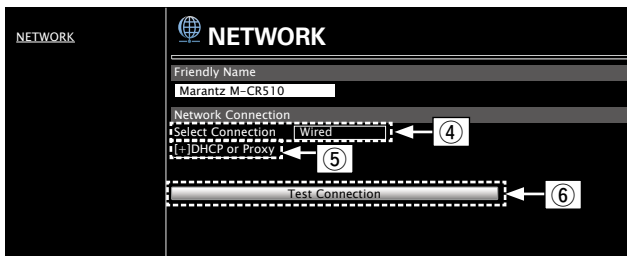 NETWORK
NETWORK
Friendly Name
Marantz M-CR510
Network Connection
Select Connection Wired ④
[+]DHCP or Proxy ⑤
Test Connection ⑥